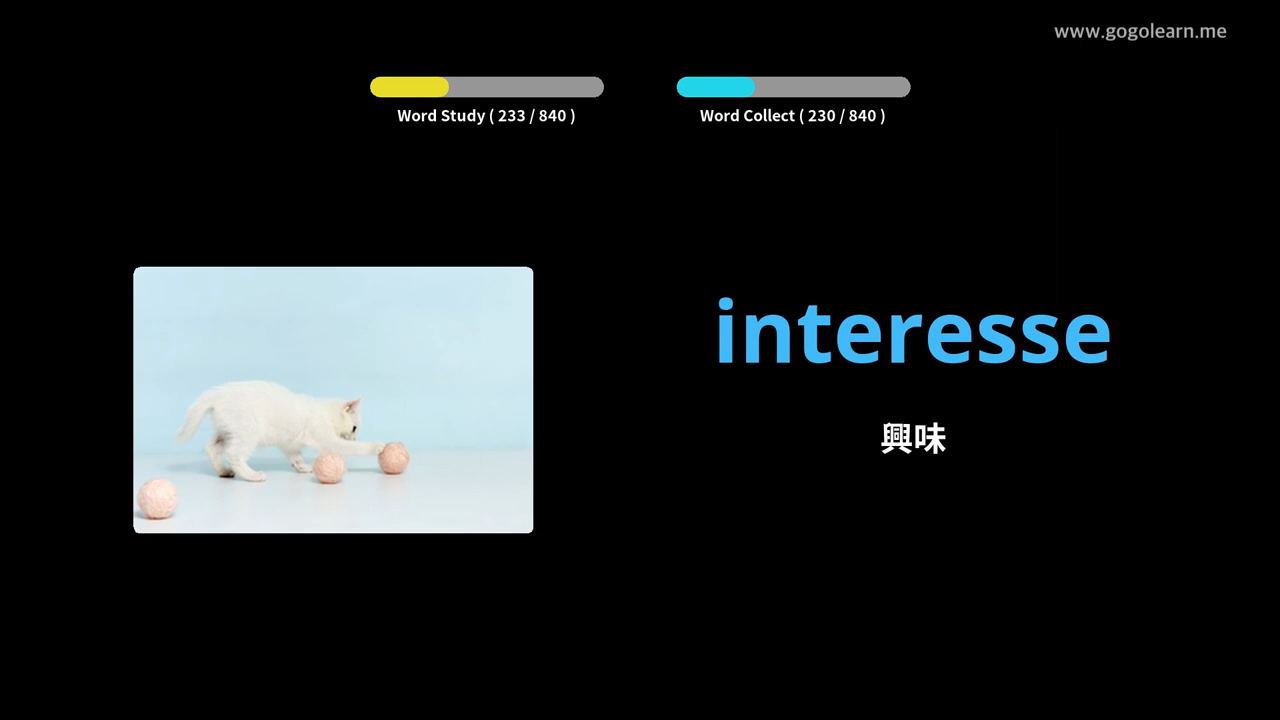 www.gogolearn.me
Word Study ( 233 / 840 )
Word Collect ( 230 / 840 )
interesse
興味